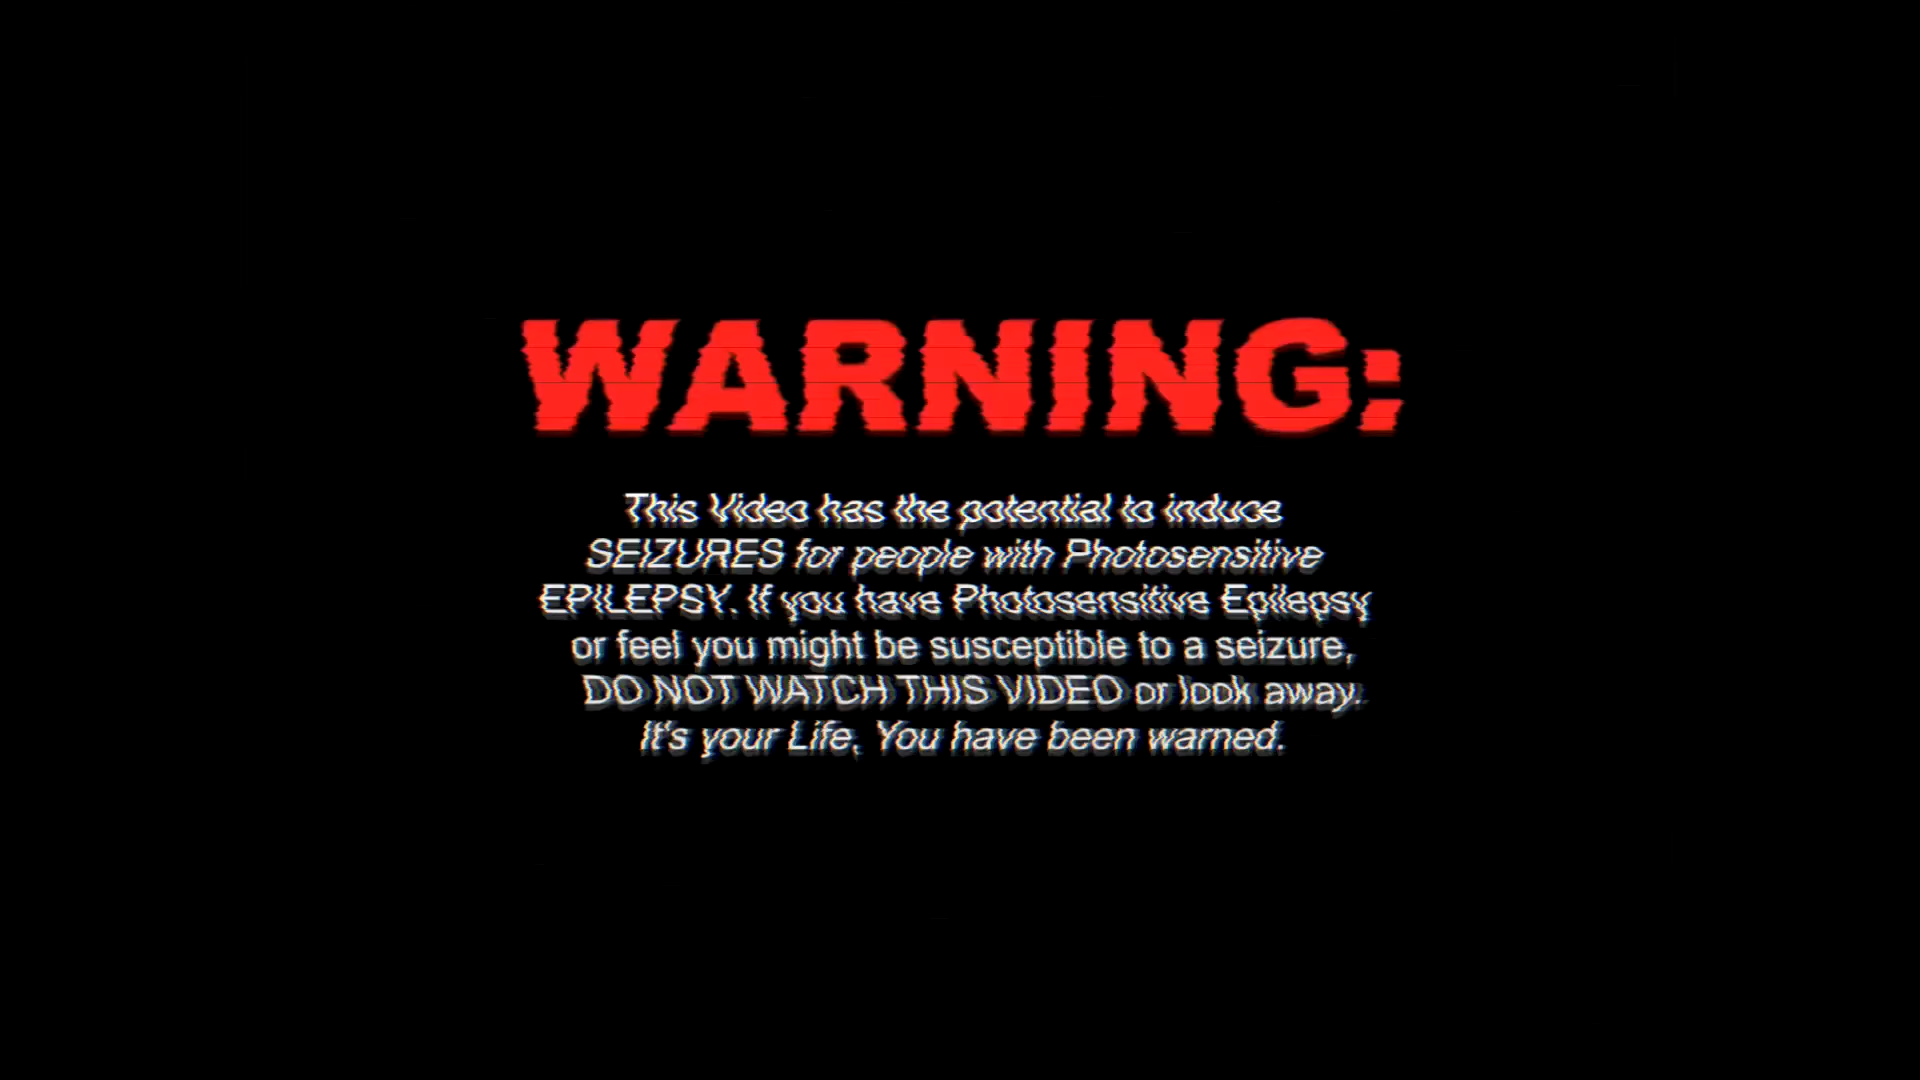 WARNING:
This Video has the potential to induce
SEIZURES for people with Photosensitive
EPILEPSY. If you have Photosensitive Epilepsy
or feel you might be susceptible to a seizure,
DO NOT WATCH THIS VIDEO or look away.
It's your Life, You have been warned.